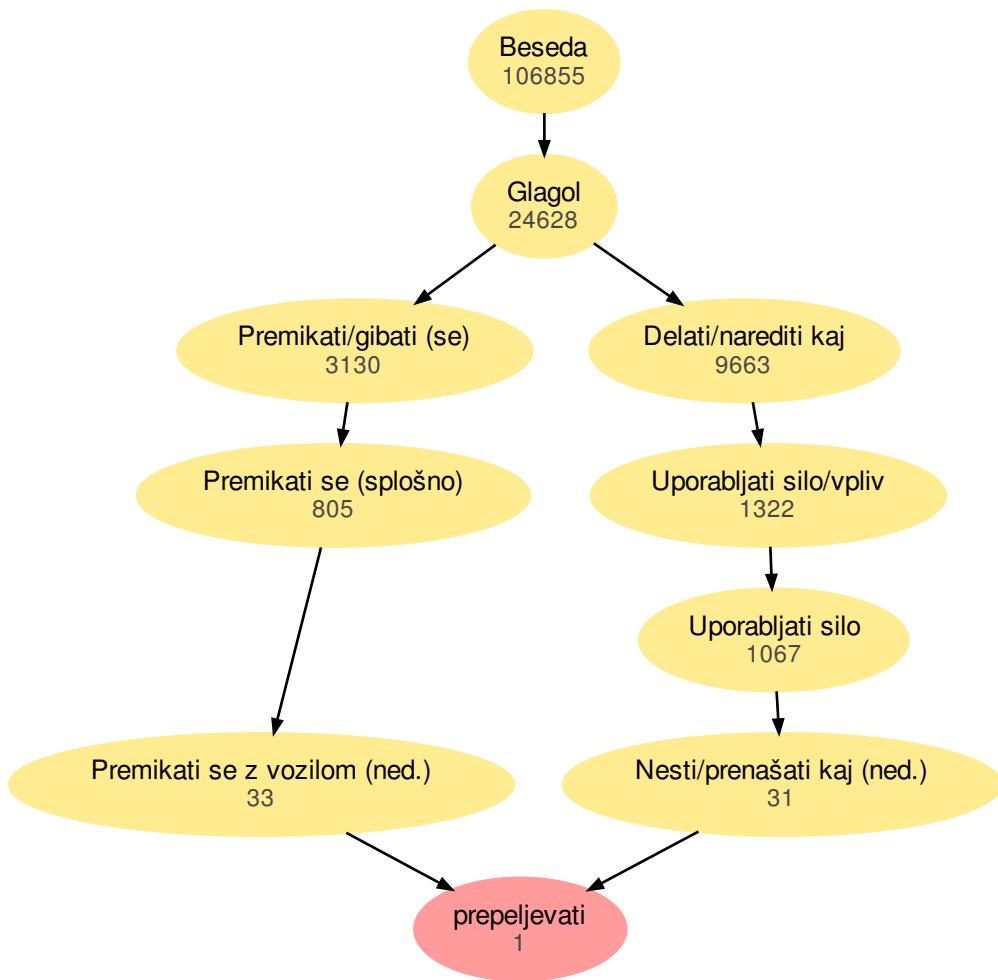 Beseda
106855
Glagol
24628
Premikati/gibati (se)
3130
Delati/narediti kaj
9663
Premikati se (splošno)
805
Uporabljati silo/vpliv
1322
Uporabljati silo
1067
Premikati se z vozilom (ned.)
33
Nesti/prenašati kaj (ned.)
31
prepeljevati
1